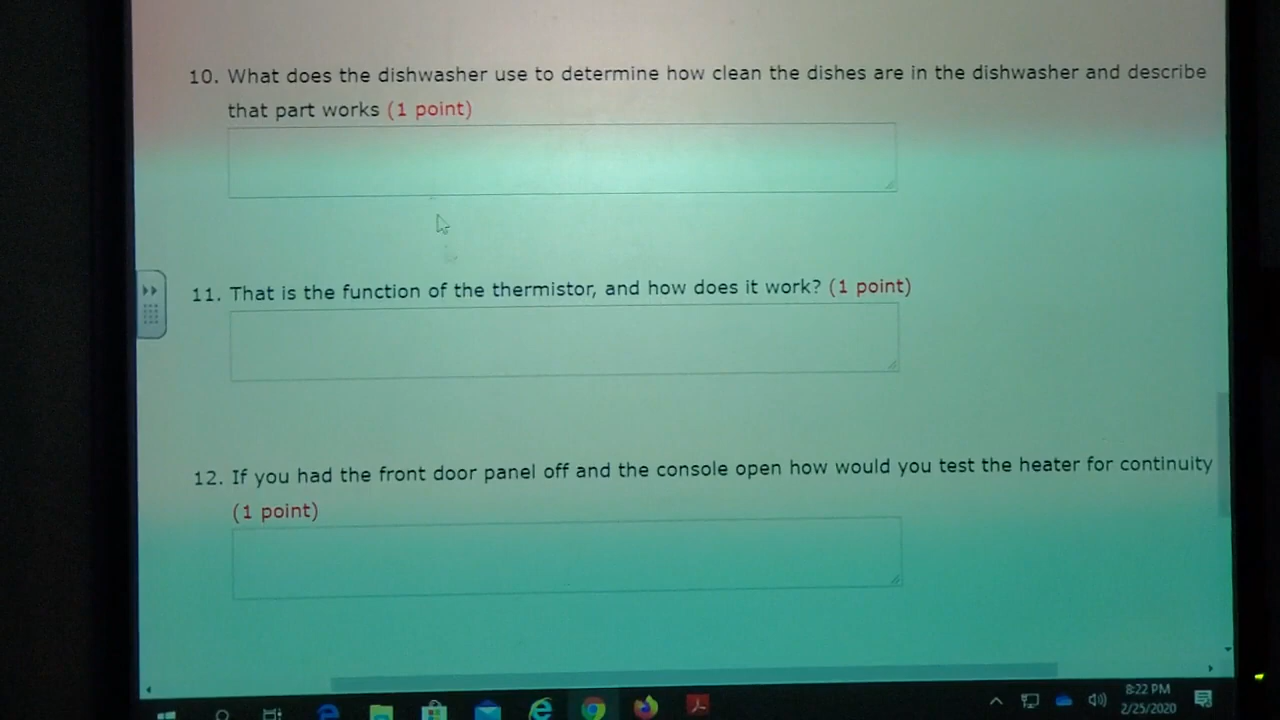 10. What does the dishwasher use to determine how clean the dishes are in the dishwasher and describe
that part works (1 point)
11. That is the function of the thermistor, and how does it work? (1 point)
12. If you had the front door panel off and the console open how would you test the heater for continuity
(1 point)
8:22 PM
2/25/2020